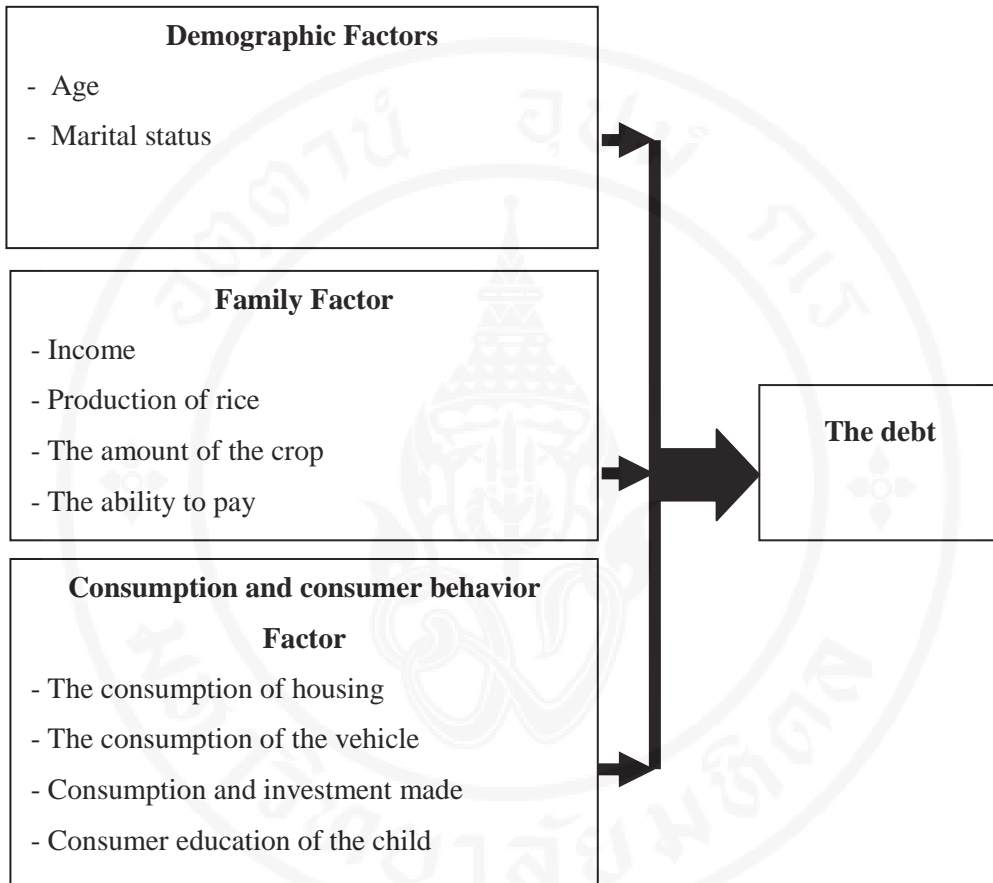 Demographic Factors
- Age
- Marital status
Family Factor
- Income
- Production of rice
- The amount of the crop
- The ability to pay
The debt
Consumption and consumer behavior
Factor
- The consumption of housing
- The consumption of the vehicle
- Consumption and investment made
- Consumer education of the child